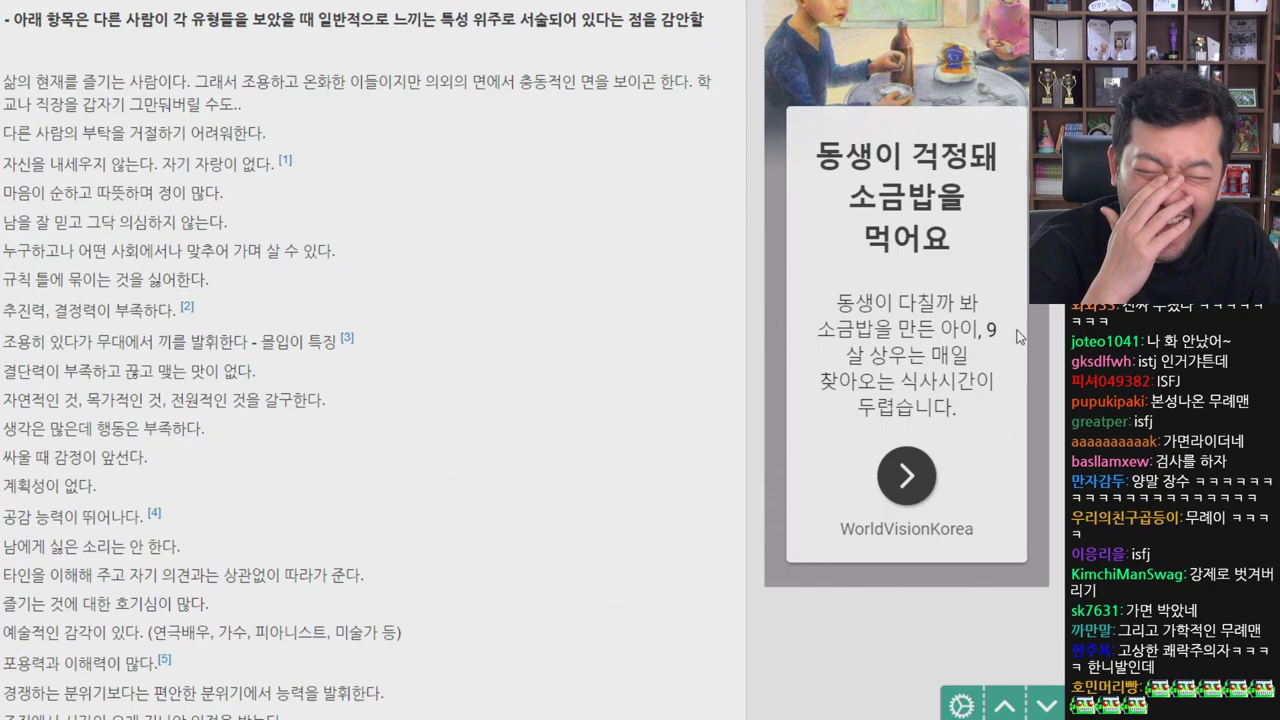 - 아래 항목은 다른 사람이 각 유형들을 보았을 때 일반적으로 느끼는 특성 위주로 서술되어 있다는 점을 감안할
삶의 현재를 즐기는 사람이다. 그래서 조용하고 온화한 이들이지만 의외의 면에서 충동적인 면을 보이곤 한다. 학
교나 직장을 갑자기 그만둬버릴 수도..
다른 사람의 부탁을 거절하기 어려워한다.
자신을 내세우지 않는다. 자기 자랑이 없다. [1]
마음이 순하고 따뜻하며 정이 많다.
남을 잘 믿고 그닥 의심하지 않는다.
누구하고나 어떤 사회에서나 맞추어 가며 살 수 있다.
규칙 틀에 묶이는 것을 싫어한다.
추진력, 결정력이 부족하다. [2]
조용히 있다가 무대에서 끼를 발휘한다 - 몰입이 특징 [3]
결단력이 부족하고 끊고 맺는 맛이 없다.
자연적인 것, 목가적인 것, 전원적인 것을 갈구한다.
생각은 많은데 행동은 부족하다.
싸울 때 감정이 앞선다.
계획성이 없다.
공감 능력이 뛰어나다. [4]
남에게 싫은 소리는 안 한다.
타인을 이해해 주고 자기 의견과는 상관없이 따라가 준다.
즐기는 것에 대한 호기심이 많다.
예술적인 감각이 있다. (연극배우, 가수, 피아니스트, 미술가 등)
포용력과 이해력이 많다.[5]
경쟁하는 분위기보다는 편안한 분위기에서 능력을 발휘한다.
동생이 걱정돼
소금밥을
먹어요
동생이 다칠까 봐
소금밥을 만든 아이, 9
살 상우는 매일
찾아오는 식사시간이
두렵습니다.
WorldVisionKorea
ㅋㅋㅋ
joteo1041: 나 화 안났어~
gksdlfwh: istj 인거갸튼데
피셔049382: ISFJ
pupukipaki: 본성나온 무례맨
greatper: isfj
aaaaaaaaaak: 가면라이더네
basllamxew: 검사를 하자
만자감두: 양말 장수 ㅋㅋㅋㅋㅋㅋ
ㅋㅋㅋㅋㅋㅋㅋㅋㅋㅋㅋㅋㅋㅋ
우리의친구곱등이: 무례이 ㅋㅋㅋ
ㅋ
이응리을: isfj
KimchiManSwag: 강제로 벗겨버
리기
sk7631: 가면 박았네
까만말: 그리고 가학적인 무례맨
현주욱: 고상한 쾌락주의자ㅋㅋㅋ
ㅋ 한니발인데
호민머리빵: